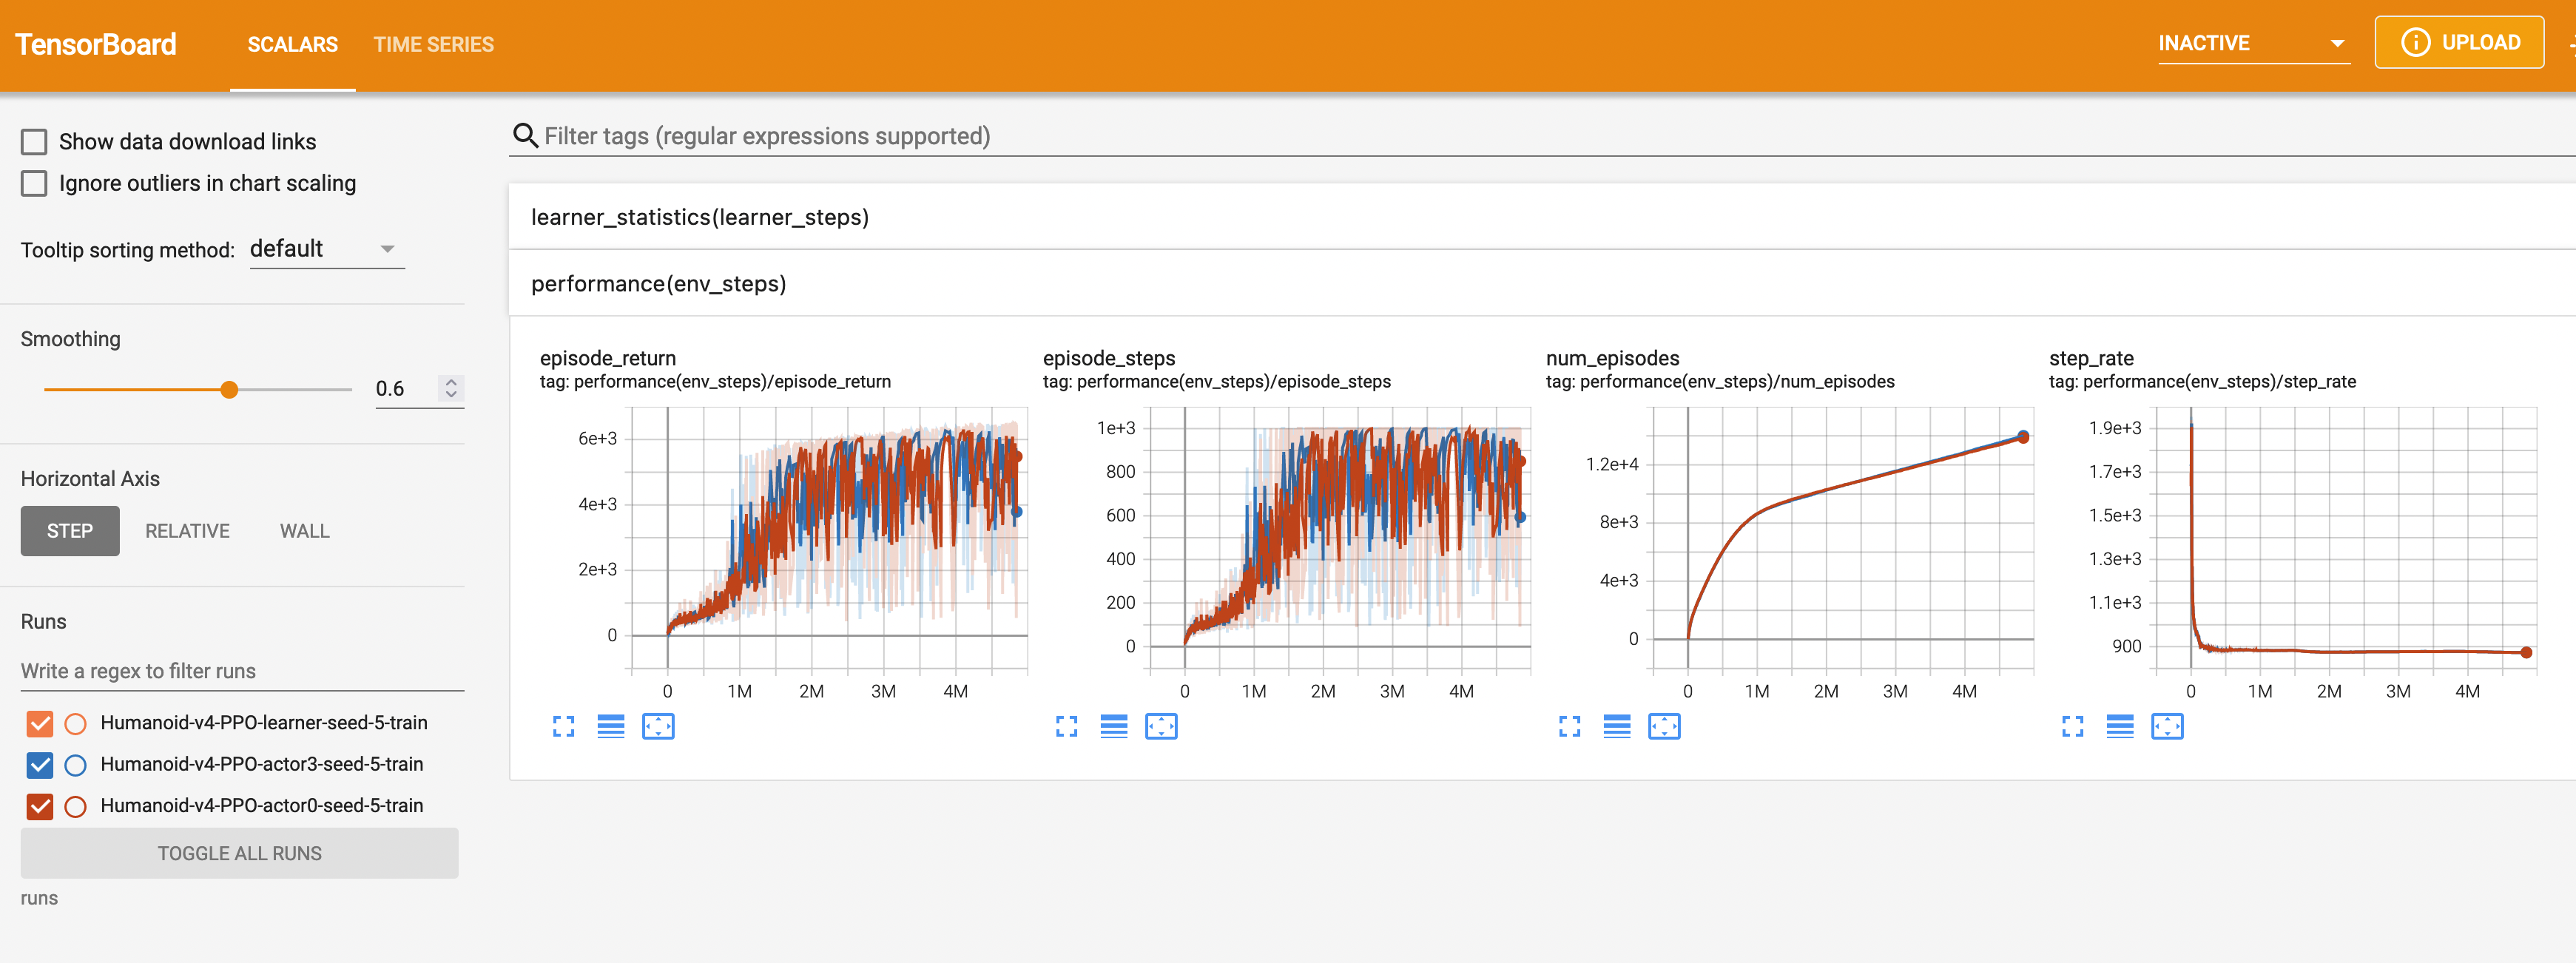 TensorBoard SCALARS TIME SERIES INACTIVE UPLOAD
Show data download links
Ignore outliers in chart scaling
Tooltip sorting method: default
Smoothing
0.6
Horizontal Axis
STEP RELATIVE WALL
Runs
Write a regex to filter runs
Humanoid-v4-PPO-learner-seed-5-train
Humanoid-v4-PPO-actor3-seed-5-train
Humanoid-v4-PPO-actor0-seed-5-train
TOGGLE ALL RUNS
runs
Filter tags (regular expressions supported)
learner_statistics(learner_steps)
performance(env_steps)
episode_return
tag: performance(env_steps)/episode_return
6e+3
4e+3
2e+3
0
0 1M 2M 3M 4M
episode_steps
tag: performance(env_steps)/episode_steps
1e+3
800
600
400
200
0
0 1M 2M 3M 4M
num_episodes
tag: performance(env_steps)/num_episodes
1.2e+4
8e+3
4e+3
0
0 1M 2M 3M 4M
step_rate
tag: performance(env_steps)/step_rate
1.9e+3
1.7e+3
1.5e+3
1.3e+3
1.1e+3
900
0 1M 2M 3M 4M